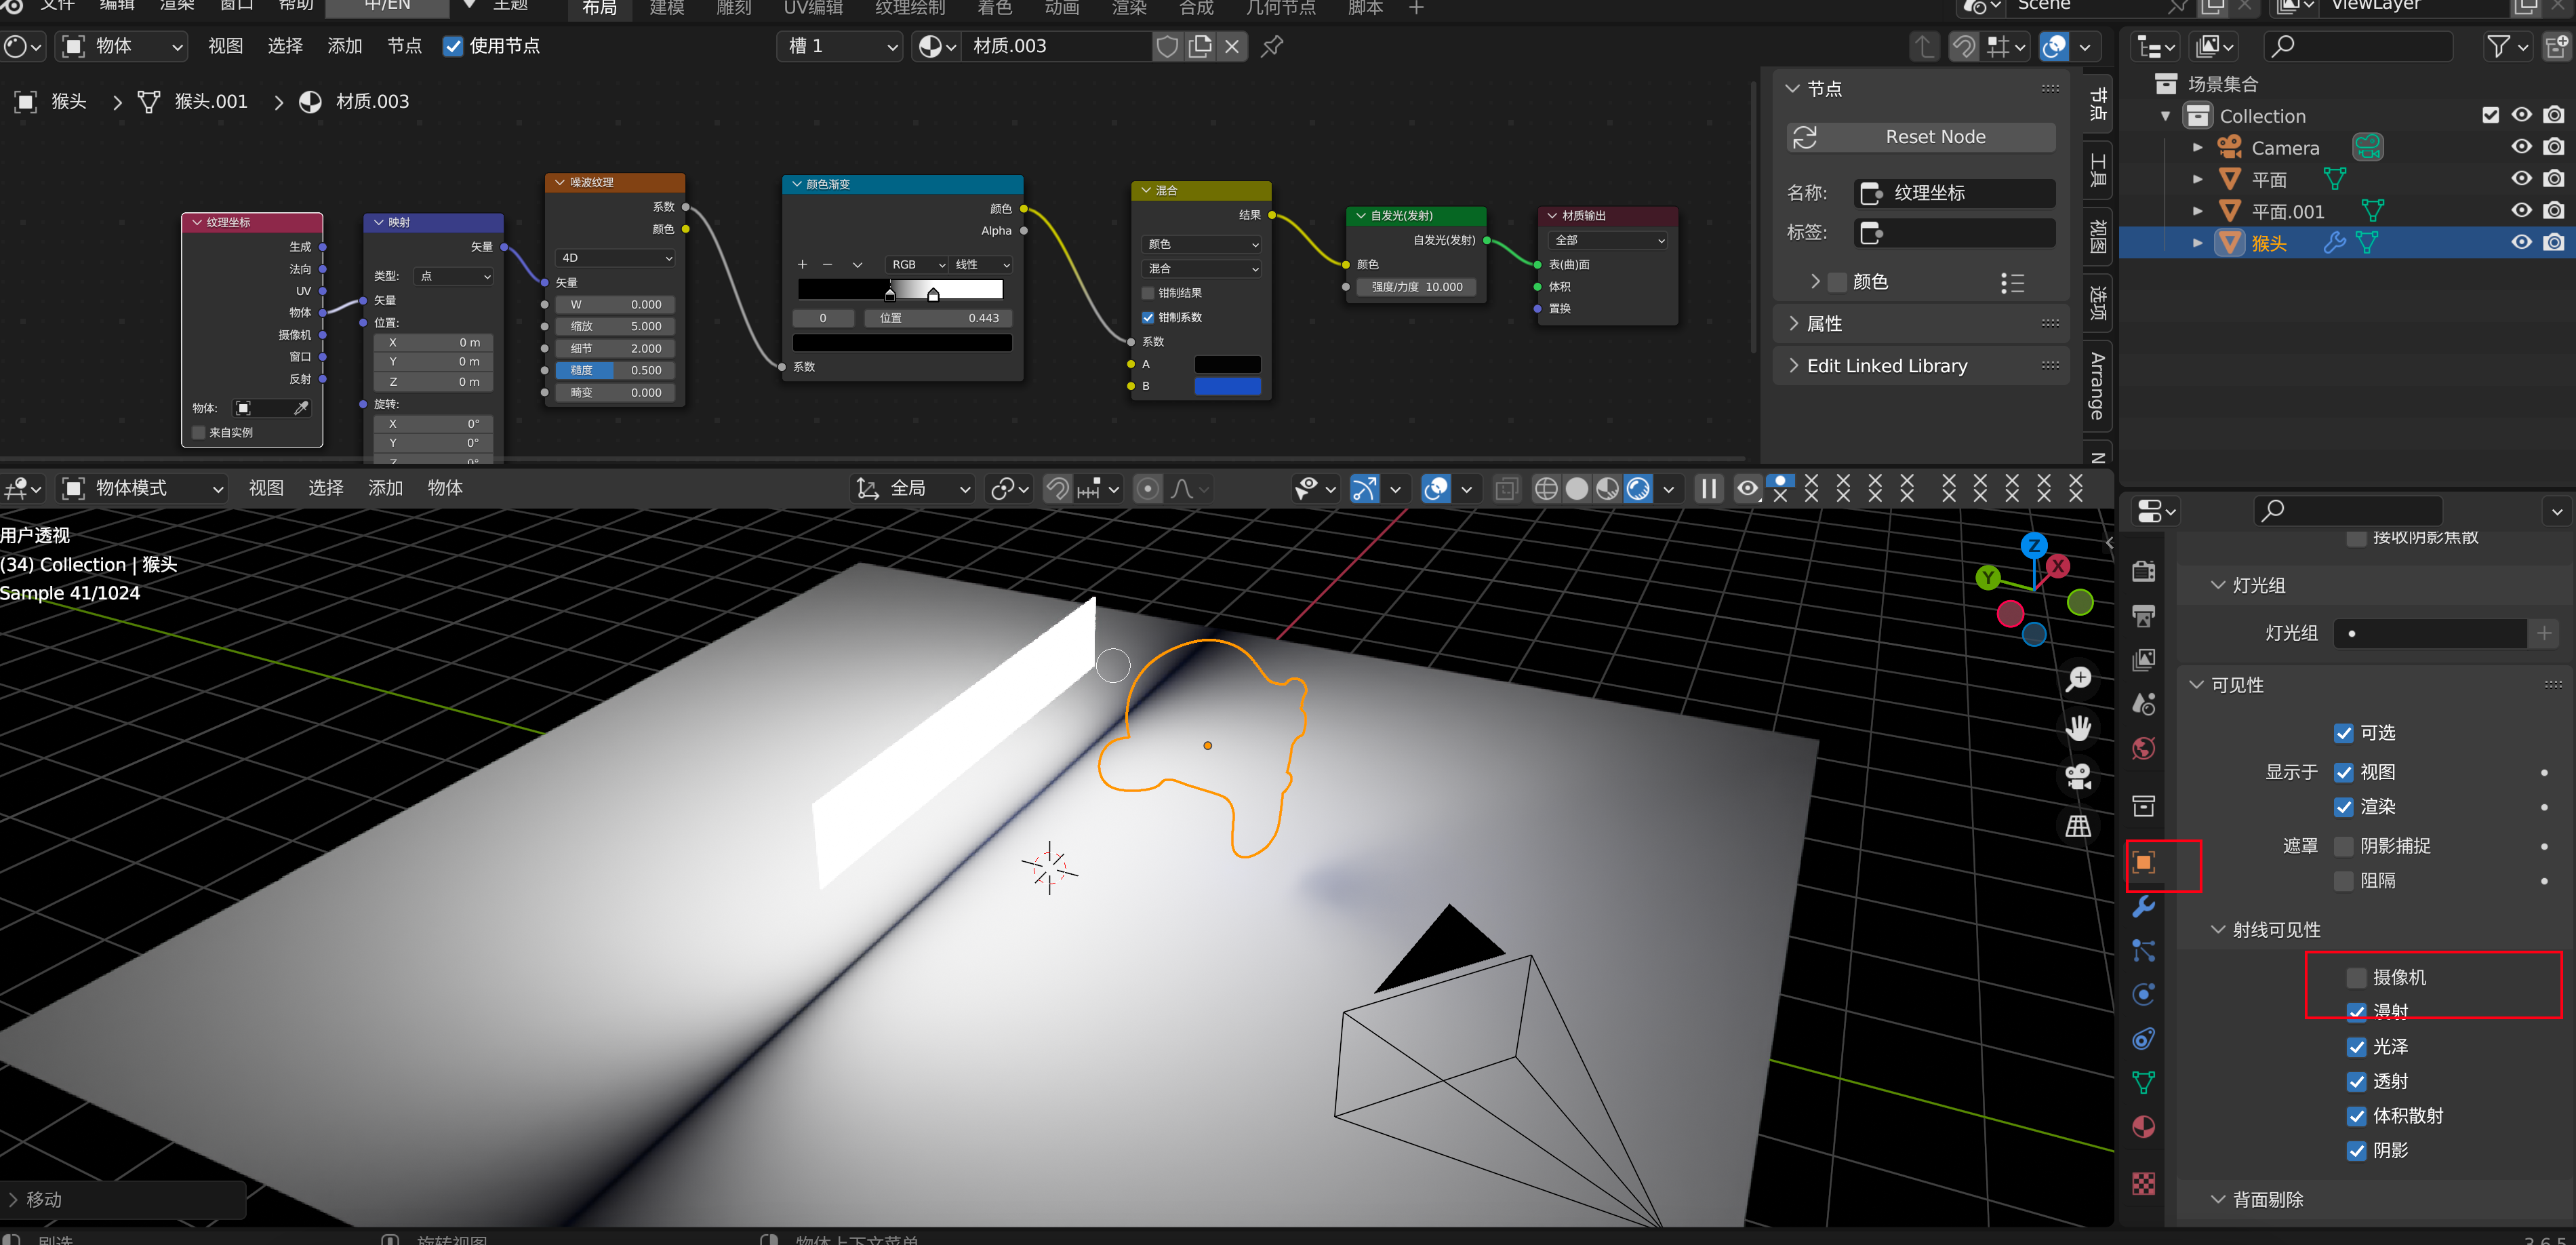 文件 编辑 渲染 窗口 帮助 中/EN 主题 布局 建模 雕刻 UV编辑 纹理绘制 着色 动画 渲染 合成 几何节点 脚本 + Scene ViewLayer
物体 视图 选择 添加 节点 使用节点 槽 1 材质.003
猴头 > 猴头.001 > 材质.003
纹理坐标
生成
法向
UV
物体
摄像机
窗口
反射
物体:
来自实例
映射
矢量
类型: 点
矢量
位置:
X 0 m
Y 0 m
Z 0 m
旋转:
X 0°
Y 0°
Z 0°
噪波纹理
系数
颜色
4D
矢量
W 0.000
缩放 5.000
细节 2.000
糙度 0.500
畸变 0.000
颜色渐变
颜色
Alpha
+ − RGB 线性
0 位置 0.443
系数
混合
结果
颜色
混合
钳制结果
钳制系数
系数
A
B
自发光(发射)
自发光(发射)
颜色
强度/力度 10.000
材质输出
全部
表(曲)面
体积
置换
节点
Reset Node
名称: 纹理坐标
标签:
颜色
属性
Edit Linked Library
节点
工具
视图
选项
Arrange
N
场景集合
Collection
Camera
平面
平面.001
猴头
物体模式 视图 选择 添加 物体 全局
用户透视
(34) Collection | 猴头
Sample 41/1024
Z
X
Y
移动
接收阴影焦散
灯光组
灯光组
可见性
可选
显示于 视图
渲染
遮罩 阴影捕捉
阻隔
射线可见性
摄像机
漫射
光泽
透射
体积散射
阴影
背面剔除
框选 旋转视图 物体上下文菜单 3.6.5